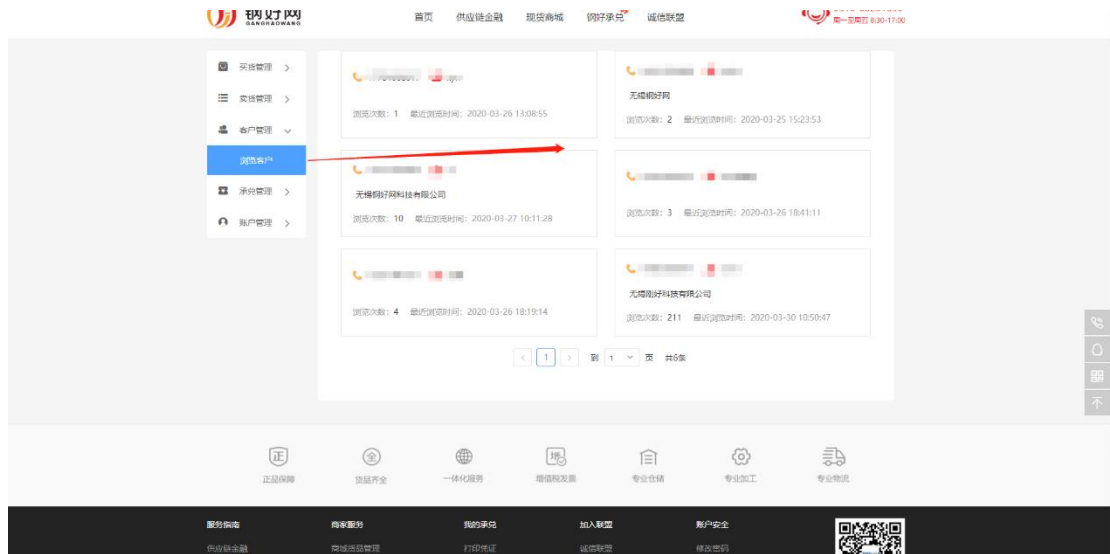 钢好网
GANGHAOWANG
首页 供应链金融 现货商城 钢好承兑 诚信联盟
周一至周五 8:30-17:00
买货管理
卖货管理
客户管理
浏览客户
承兑管理
账户管理
浏览次数: 1 最近浏览时间: 2020-03-26 13:08:55
无锡钢好网
浏览次数: 2 最近浏览时间: 2020-03-25 15:23:53
无锡钢好网科技有限公司
浏览次数: 10 最近浏览时间: 2020-03-27 10:11:28
浏览次数: 3 最近浏览时间: 2020-03-26 18:41:11
浏览次数: 4 最近浏览时间: 2020-03-26 18:19:14
无锡刚好科技有限公司
浏览次数: 211 最近浏览时间: 2020-03-30 10:50:47
< 1 > 到 1 页 共6条
正 全 地
正品保障 货品齐全 一体化服务 增值税发票 专业仓储 专业加工 专业物流
服务指南 商家服务 我的承兑 加入联盟 账户安全
供应链金融 商城货品管理 打印凭证 诚信联盟 修改密码